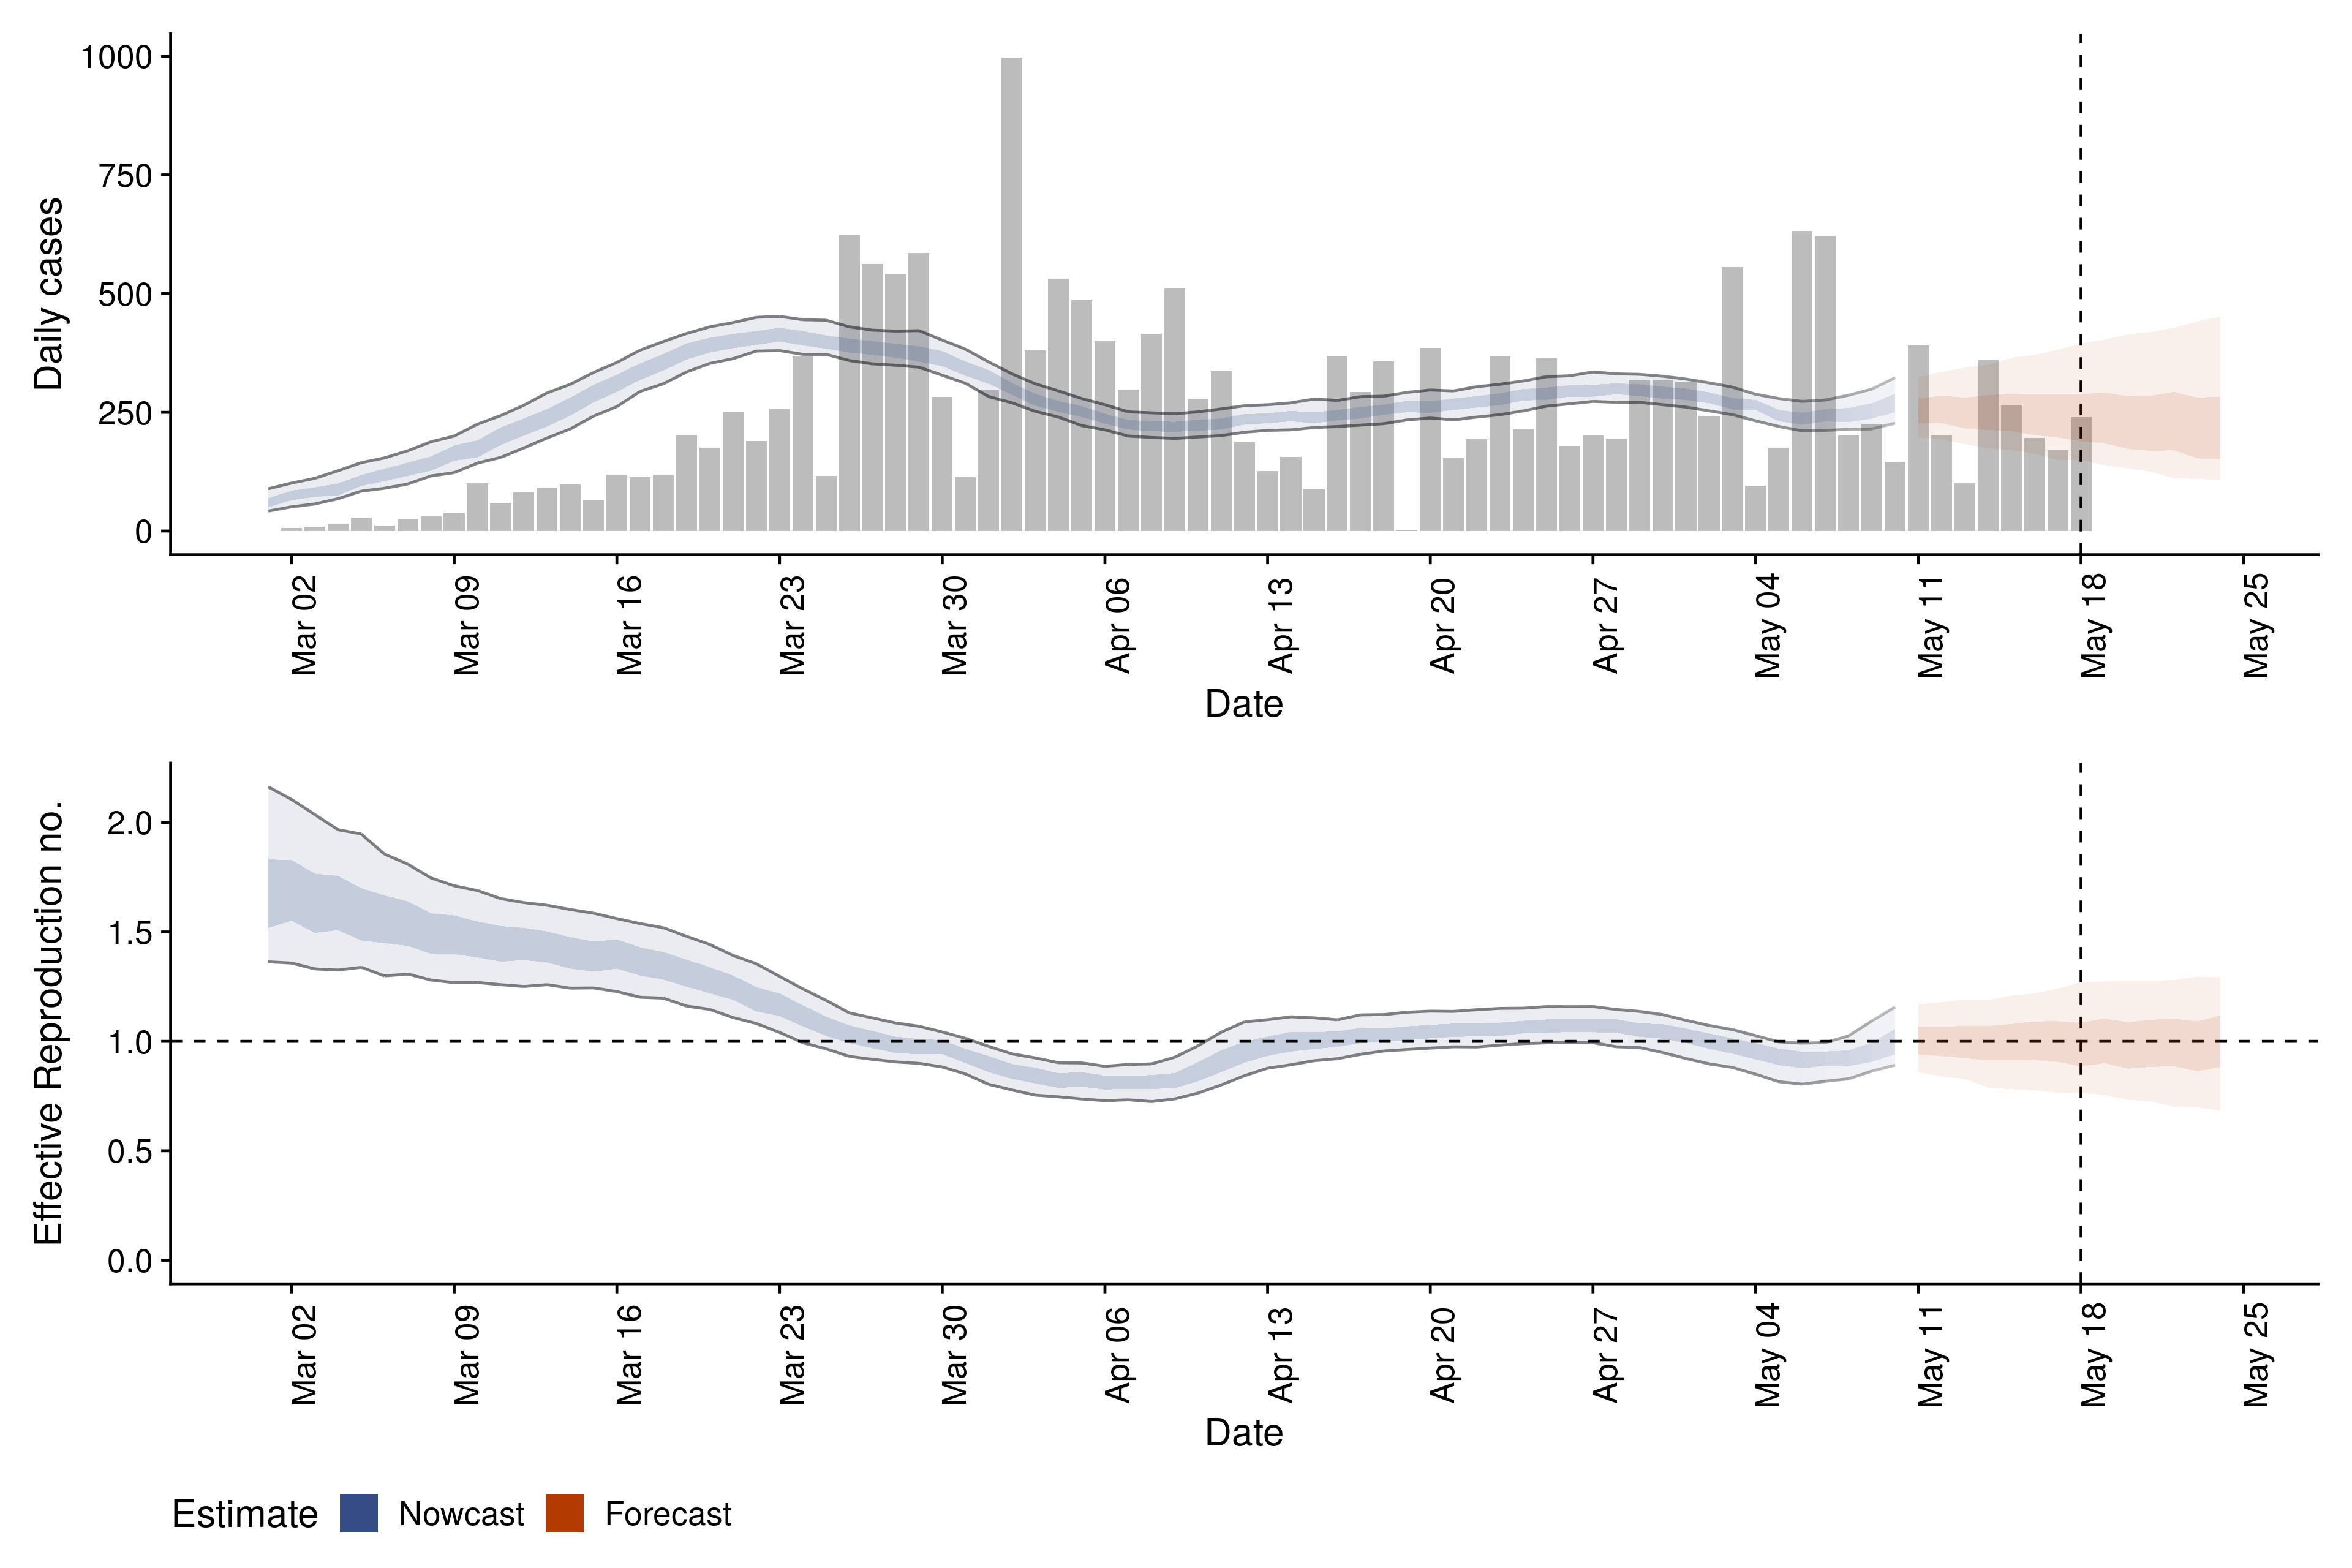 Daily cases
1000
750
500
250
0
Mar 02
Mar 09
Mar 16
Mar 23
Mar 30
Apr 06
Apr 13
Apr 20
Apr 27
May 04
May 11
May 18
May 25
Date
Effective Reproduction no.
2.0
1.5
1.0
0.5
0.0
Mar 02
Mar 09
Mar 16
Mar 23
Mar 30
Apr 06
Apr 13
Apr 20
Apr 27
May 04
May 11
May 18
May 25
Date
Estimate Nowcast Forecast